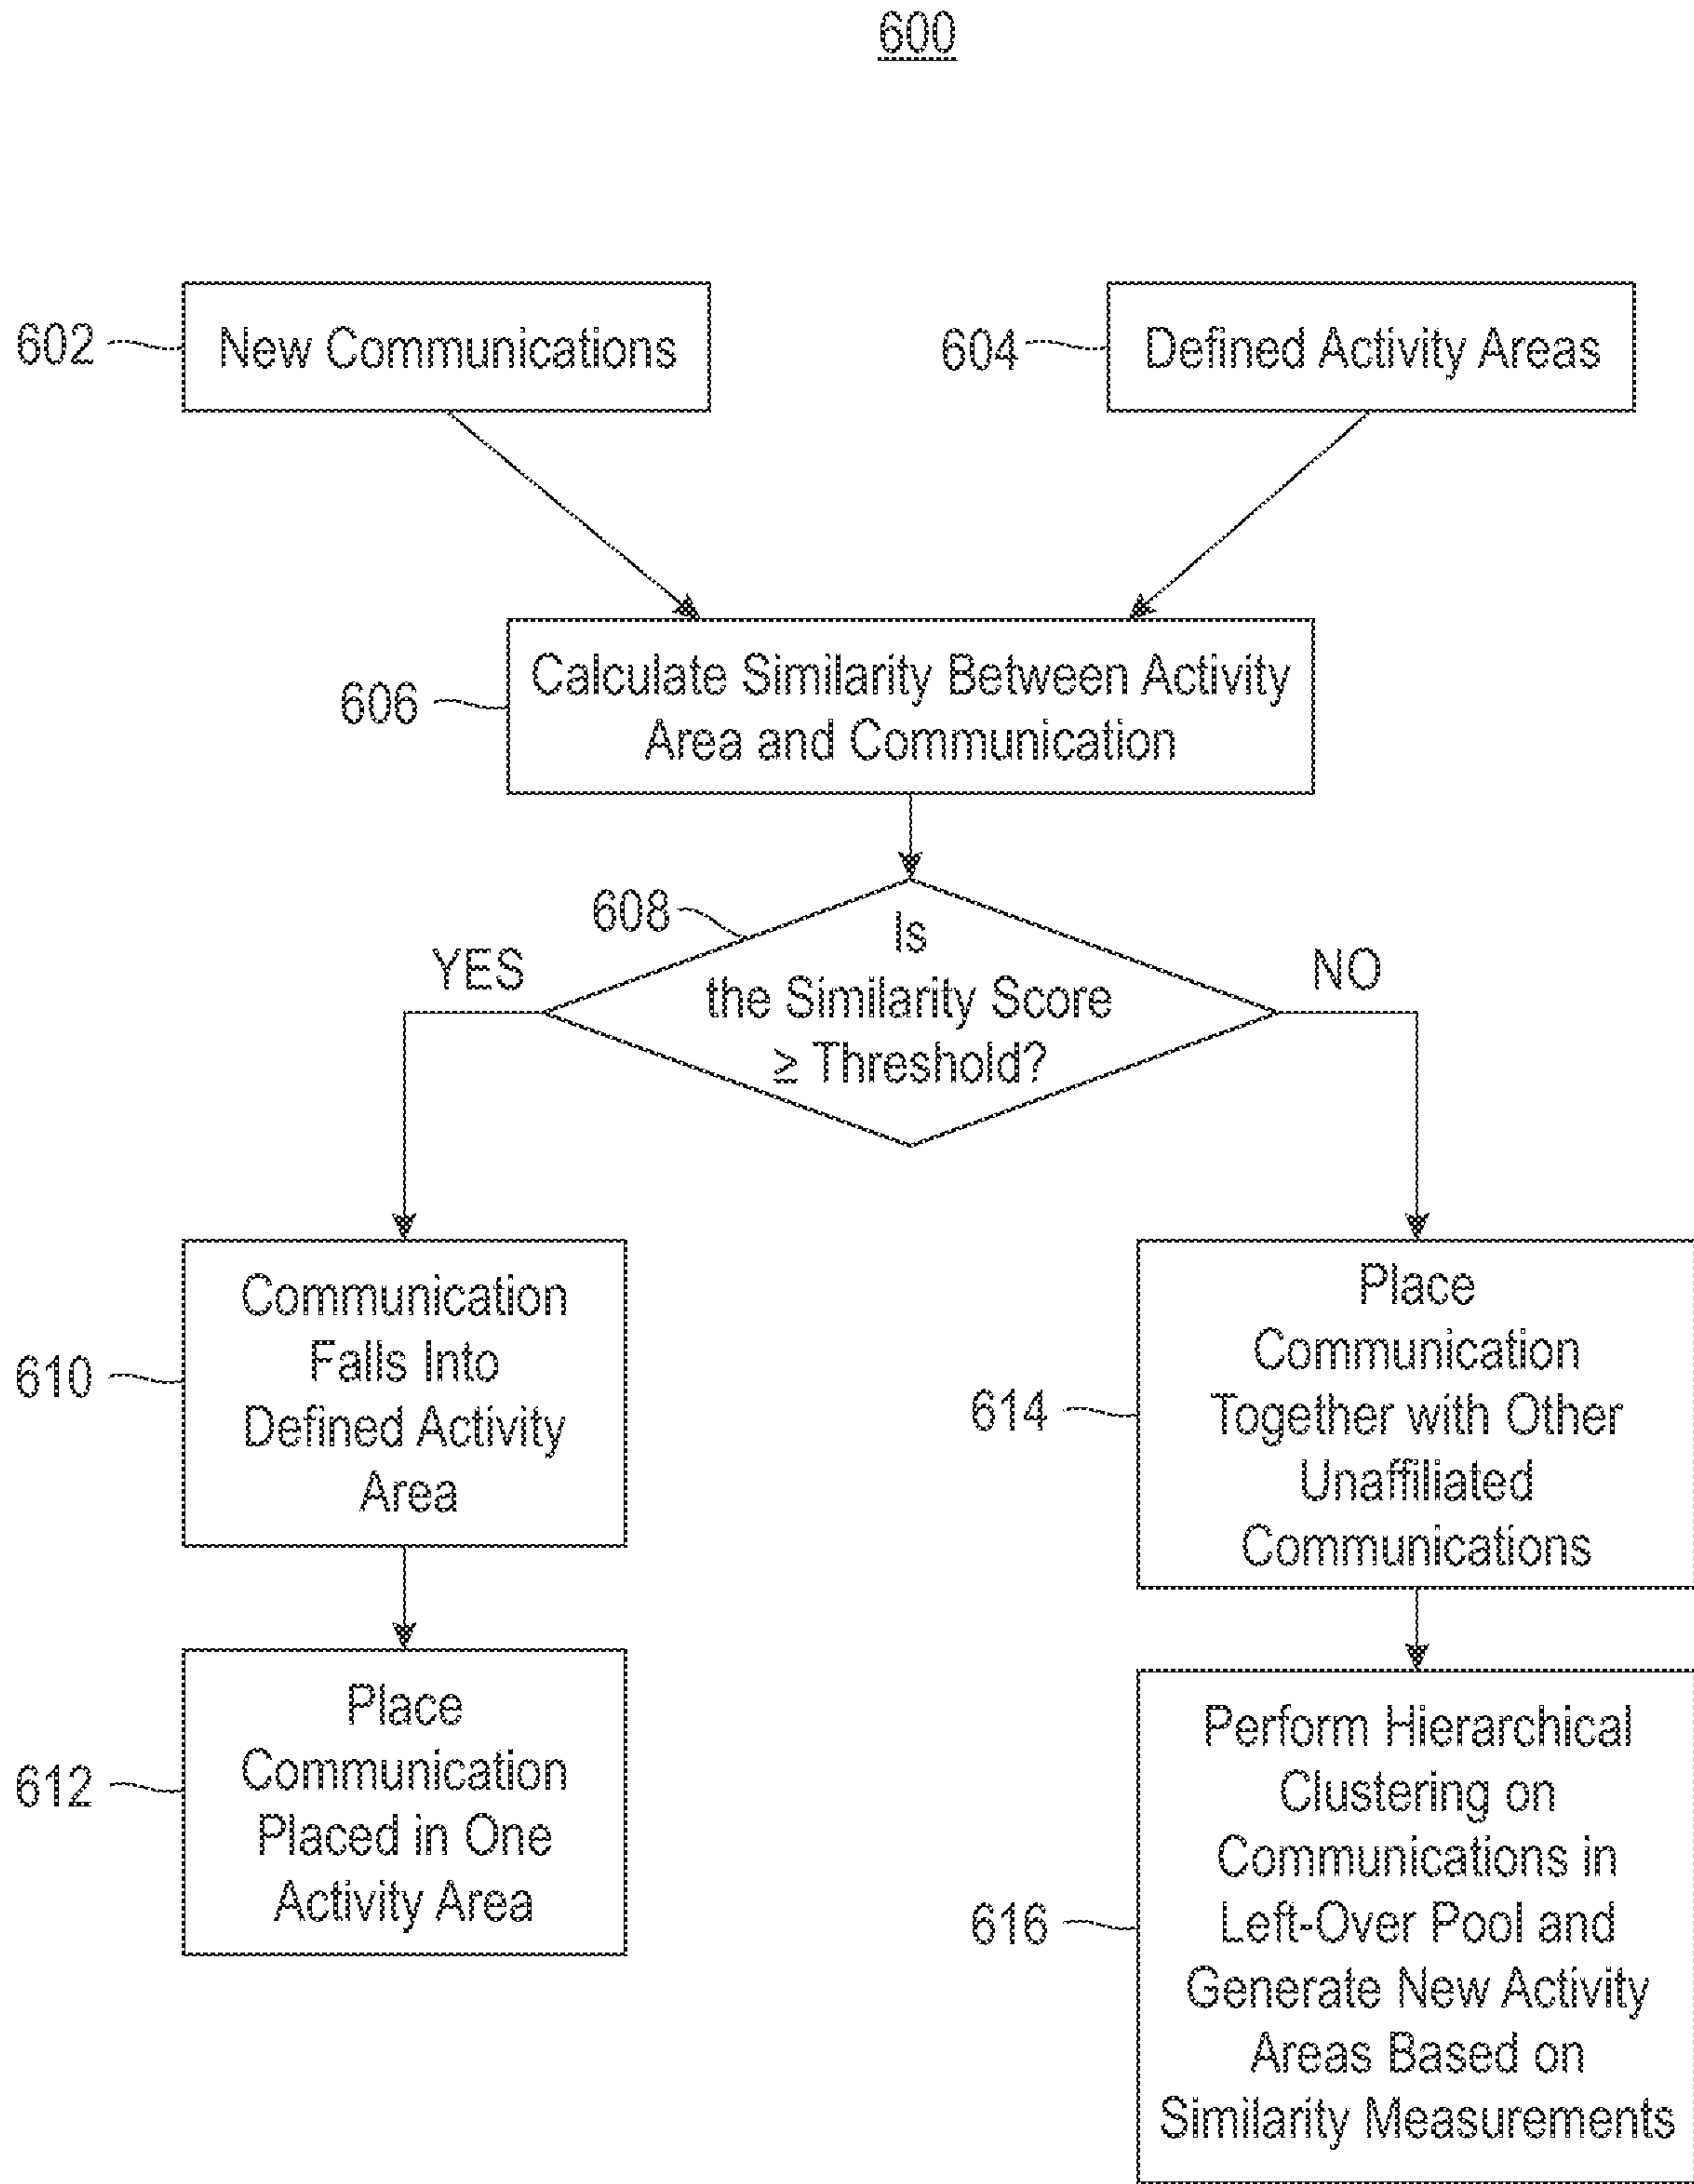 600
602
New Communications
604
Defined Activity Areas
606
Calculate Similarity Between Activity
Area and Communication
608
Is
the Similarity Score
≥ Threshold?
YES
NO
610
Communication
Falls Into
Defined Activity
Area
612
Place
Communication
Placed in One
Activity Area
614
Place
Communication
Together with Other
Unaffiliated
Communications
616
Perform Hierarchical
Clustering on
Communications in
Left-Over Pool and
Generate New Activity
Areas Based on
Similarity Measurements